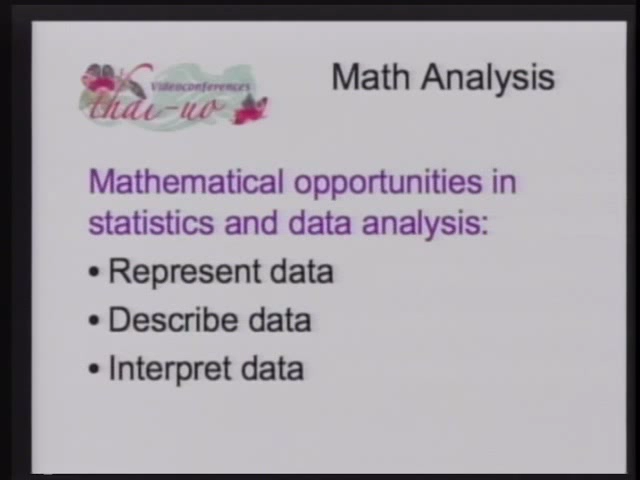 Math Analysis
Videoconferences
thai-uo
Mathematical opportunities in
statistics and data analysis:
• Represent data
• Describe data
• Interpret data